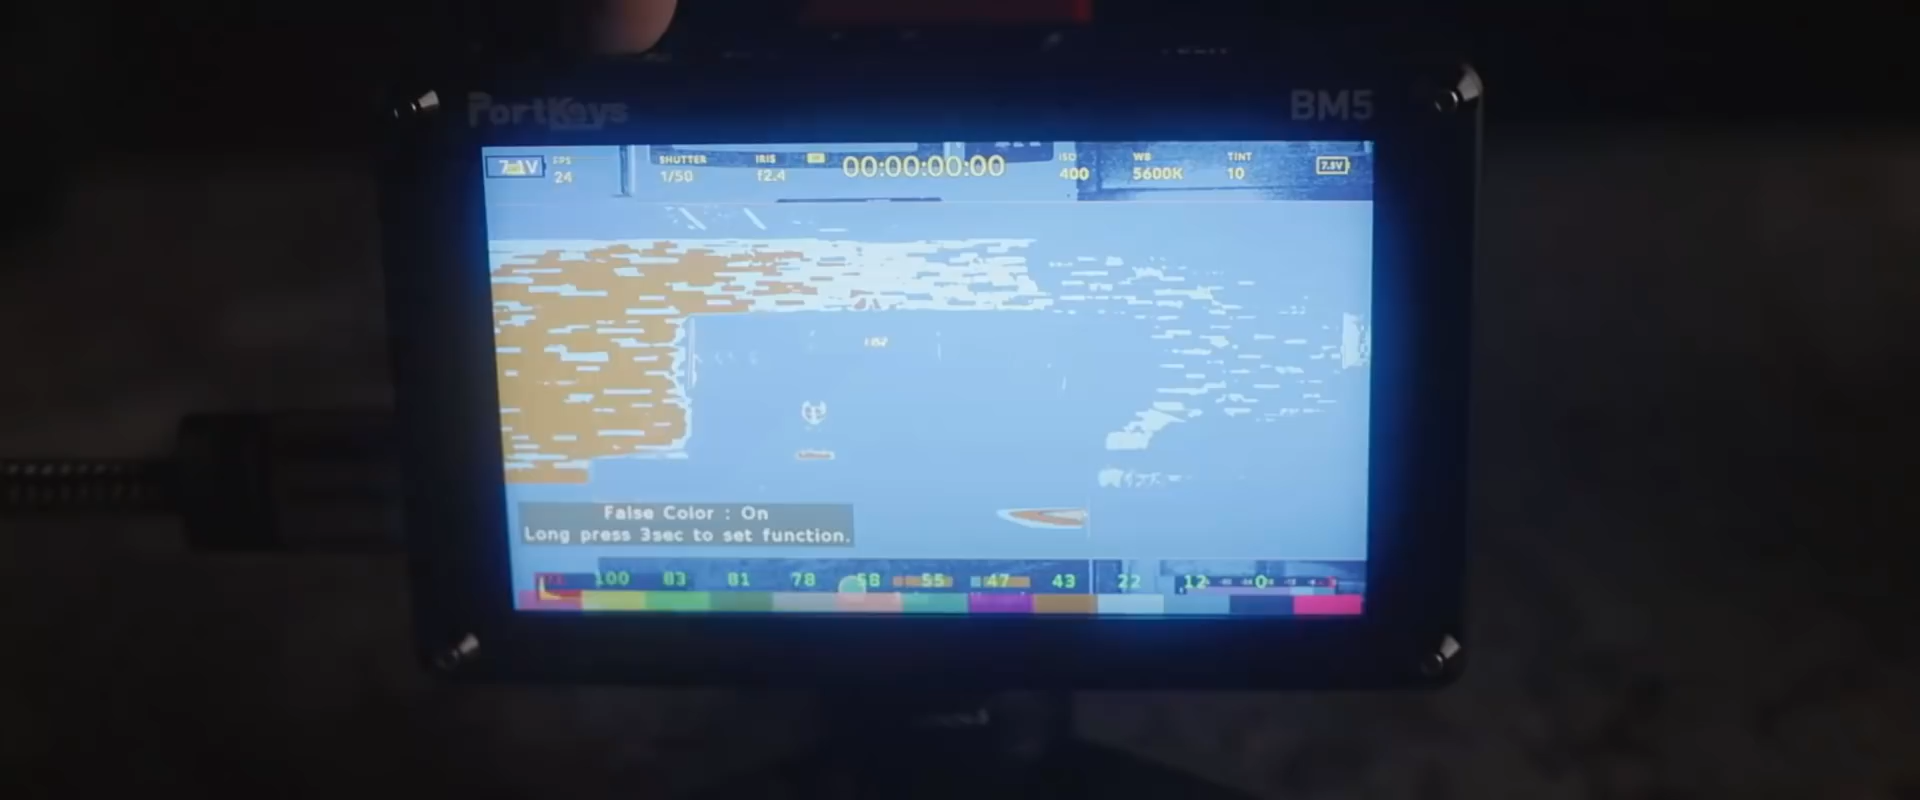 PortKeys
BM5
FPS
24
SHUTTER
1/50
IRIS
f2.4
00:00:00:00
ISO
400
WB
5600K
TINT
10
7.8V
False Color : On
Long press 3sec to set function.
100 83 81 78 58 55 47 43 22 12 0